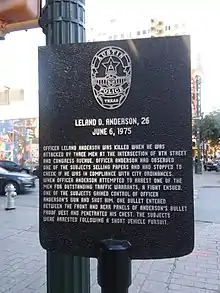 AUSTIN
POLICE
TEXAS
LELAND D. ANDERSON, 26
JUNE 6, 1975
OFFICER LELAND ANDERSON WAS KILLED WHEN HE WAS
ATTACKED BY THREE MEN AT THE INTERSECTION OF 8TH STREET
AND CONGRESS AVENUE. OFFICER ANDERSON HAD OBSERVED
ONE OF THE SUBJECTS SELLING PAPERS AND HAD STOPPED TO
CHECK IF HE WAS IN COMPLIANCE WITH CITY ORDINANCES.
WHEN OFFICER ANDERSON ATTEMPTED TO ARREST ONE OF THE
MEN FOR OUTSTANDING TRAFFIC WARRANTS, A FIGHT ENSUED.
ONE OF THE SUBJECTS GAINED CONTROL OF OFFICER
ANDERSON'S GUN AND SHOT HIM. ONE BULLET ENTERED
BETWEEN THE FRONT AND REAR PANELS OF ANDERSON'S BULLET
PROOF VEST AND PENETRATED HIS CHEST. THE SUBJECTS
WERE ARRESTED FOLLOWING A SHORT VEHICLE PURSUIT.